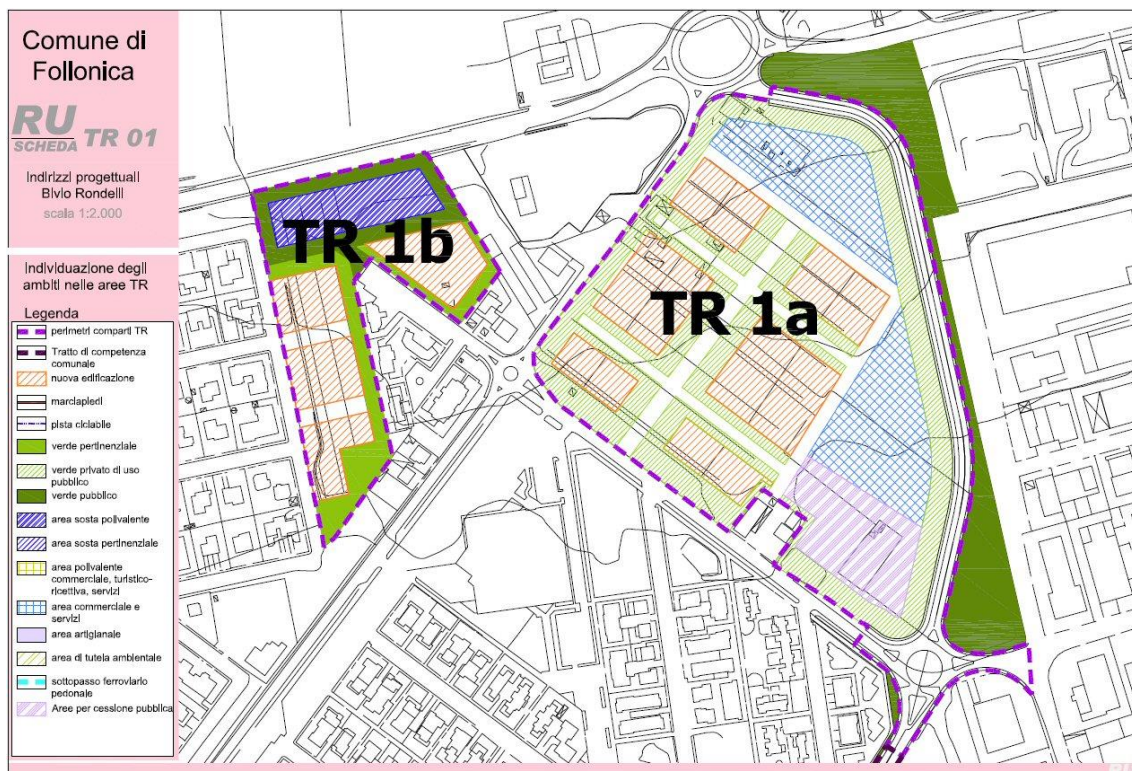 Comune di
Follonica
RU
SCHEDA TR 01
Indirizzi progettuali
Bivio Rondelli
scala 1:2.000
Individuazione degli
ambiti nelle aree TR
Legenda
perimetri comparti TR
Tratto di competenza
comunale
nuova edificazione
marciapiedi
pista ciclabile
verde pertinenziale
verde privato di uso
pubblico
verde pubblico
area sosta polivalente
area sosta pertinenziale
area polivalente
commerciale, turistico-
ricettiva, servizi
area commerciale e
servizi
area artigianale
area di tutela ambientale
sottopasso ferroviario
pedonale
Aree per cessione pubblica
TR 1b
TR 1a